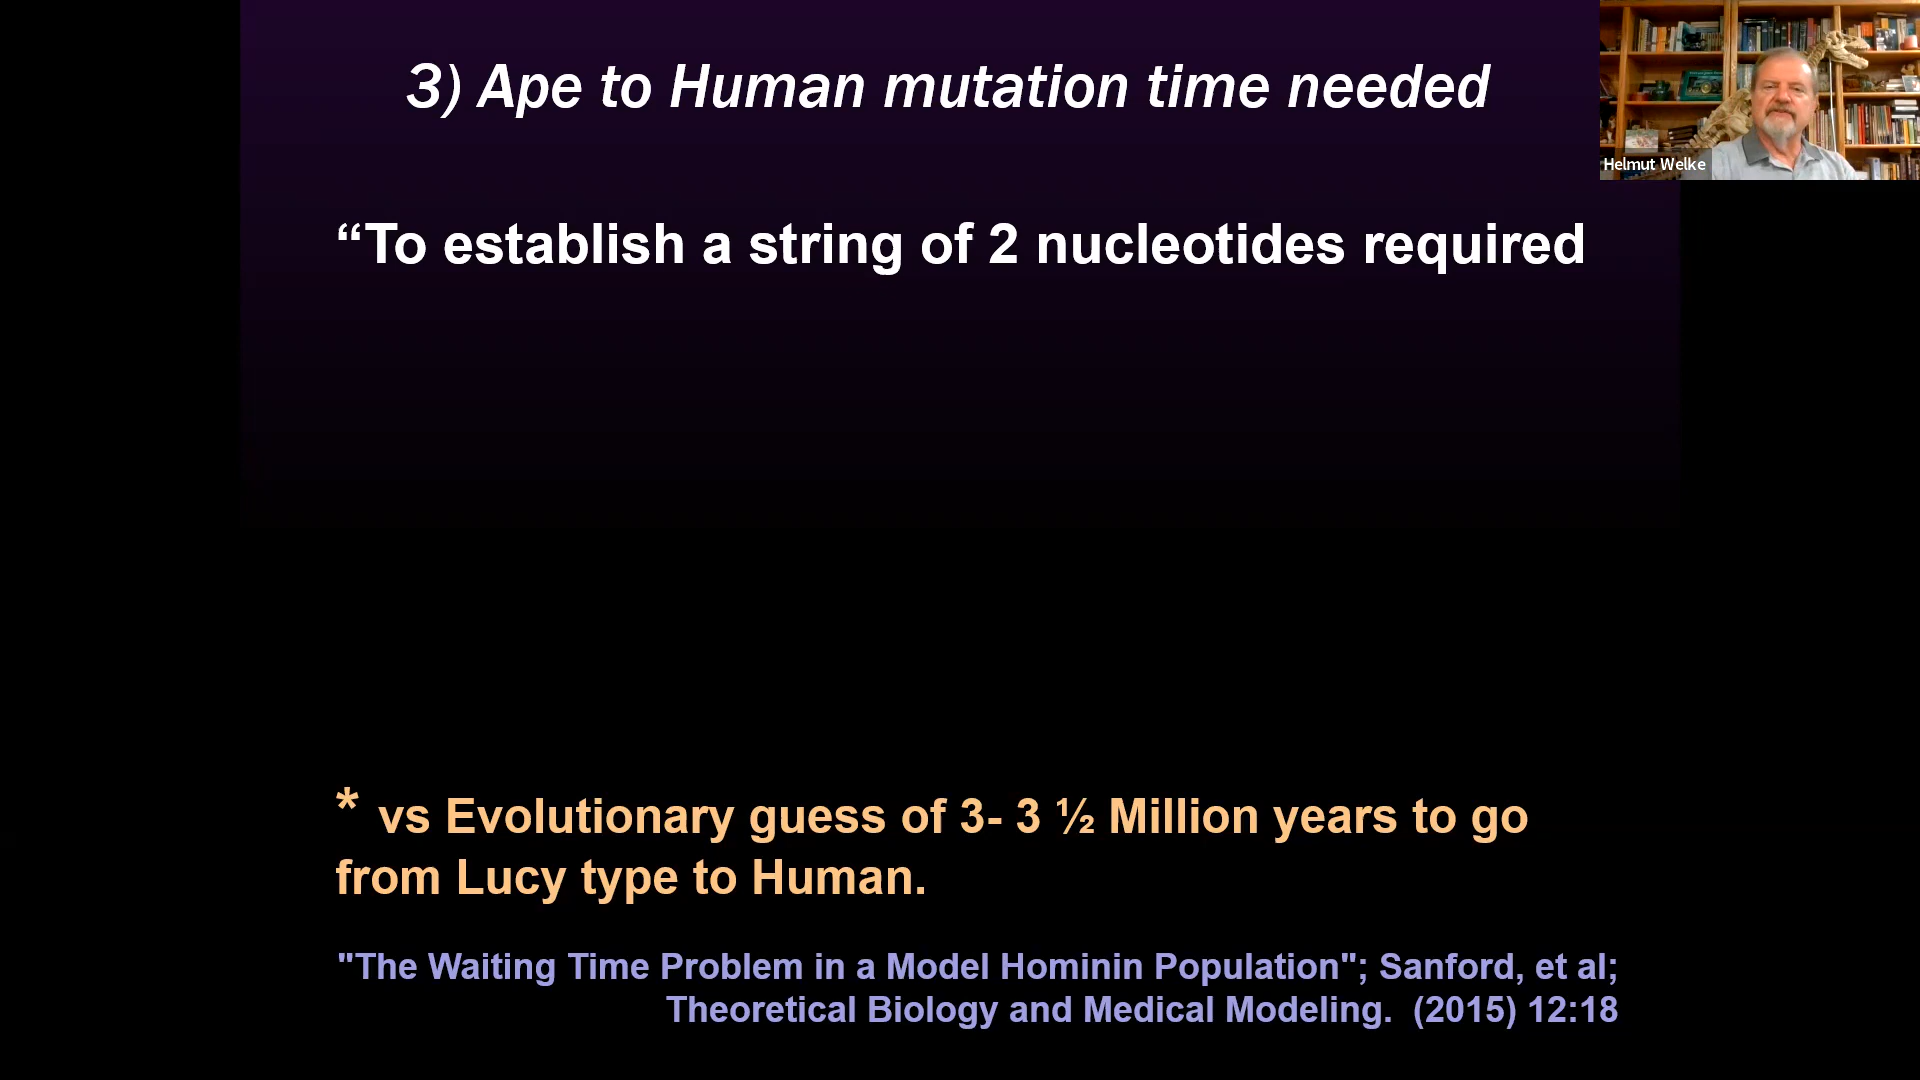 3) Ape to Human mutation time needed
Helmut Welke
“To establish a string of 2 nucleotides required
* vs Evolutionary guess of 3- 3 ½ Million years to go
from Lucy type to Human.
"The Waiting Time Problem in a Model Hominin Population"; Sanford, et al;
Theoretical Biology and Medical Modeling.  (2015) 12:18